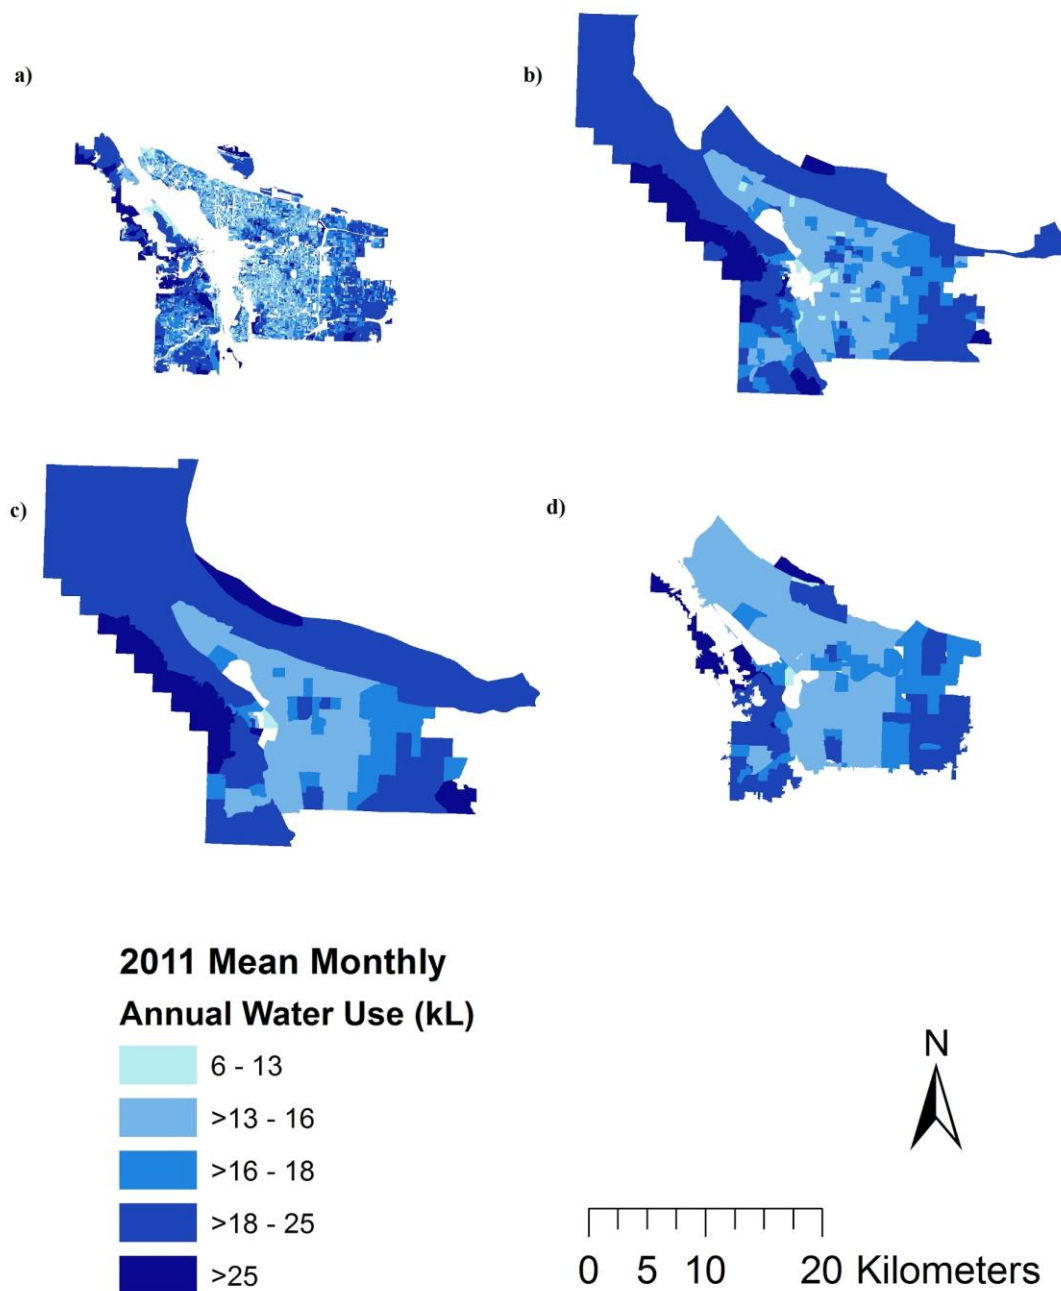 a)
b)
c)
d)
2011 Mean Monthly
Annual Water Use (kL)
6 - 13
>13 - 16
>16 - 18
>18 - 25
>25
N
0 5 10 20 Kilometers